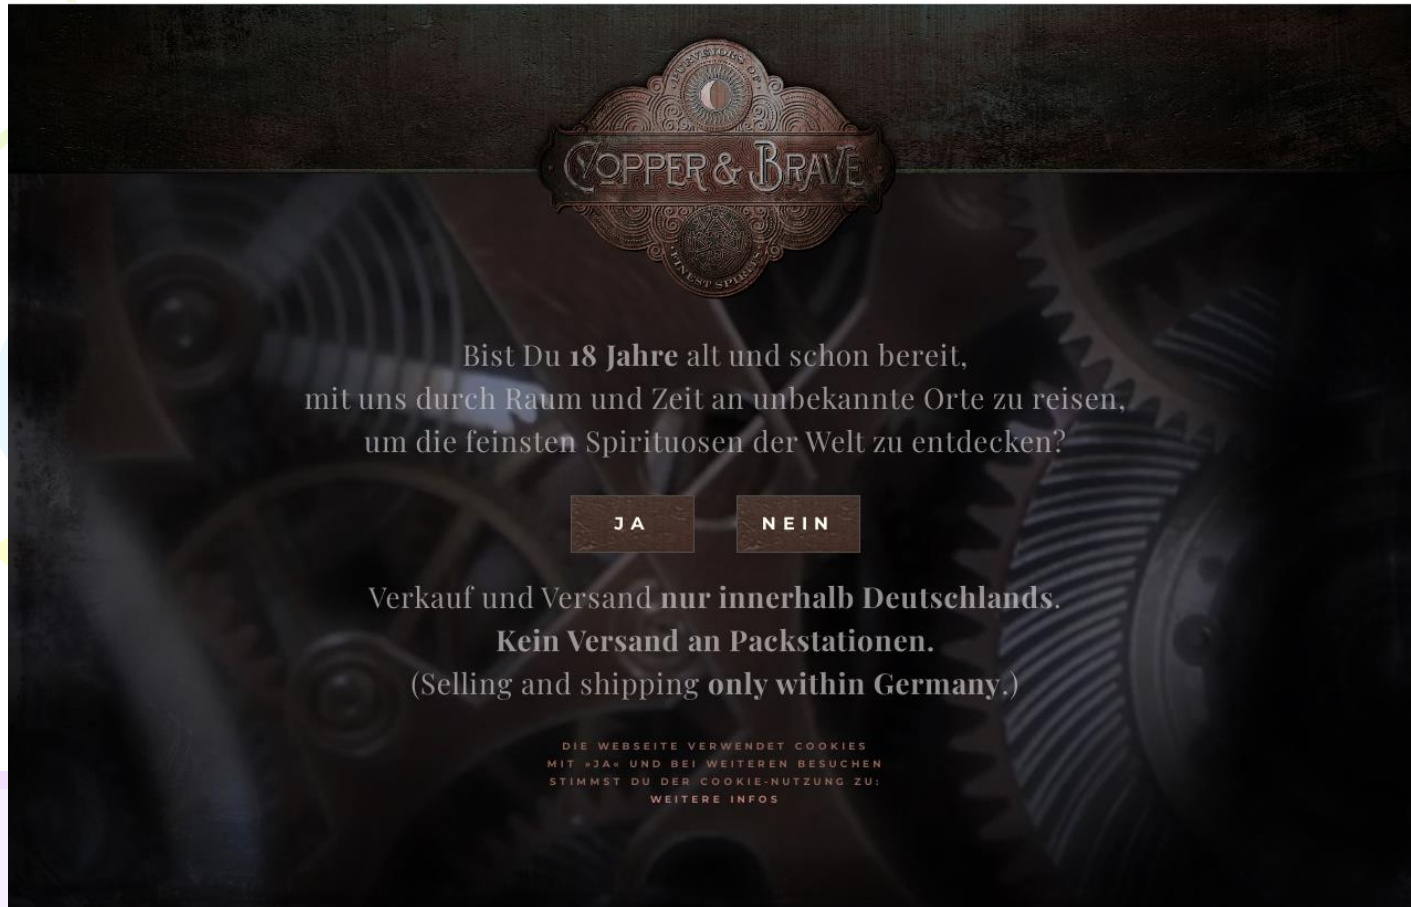 PURVEYORS OF
COPPER & BRAVE
FINEST SPIRITS
Bist Du 18 Jahre alt und schon bereit,
mit uns durch Raum und Zeit an unbekannte Orte zu reisen,
um die feinsten Spirituosen der Welt zu entdecken?
JA
NEIN
Verkauf und Versand nur innerhalb Deutschlands.
Kein Versand an Packstationen.
(Selling and shipping only within Germany.)
DIE WEBSEITE VERWENDET COOKIES
MIT »JA« UND BEI WEITEREN BESUCHEN
STIMMST DU DER COOKIE-NUTZUNG ZU:
WEITERE INFOS